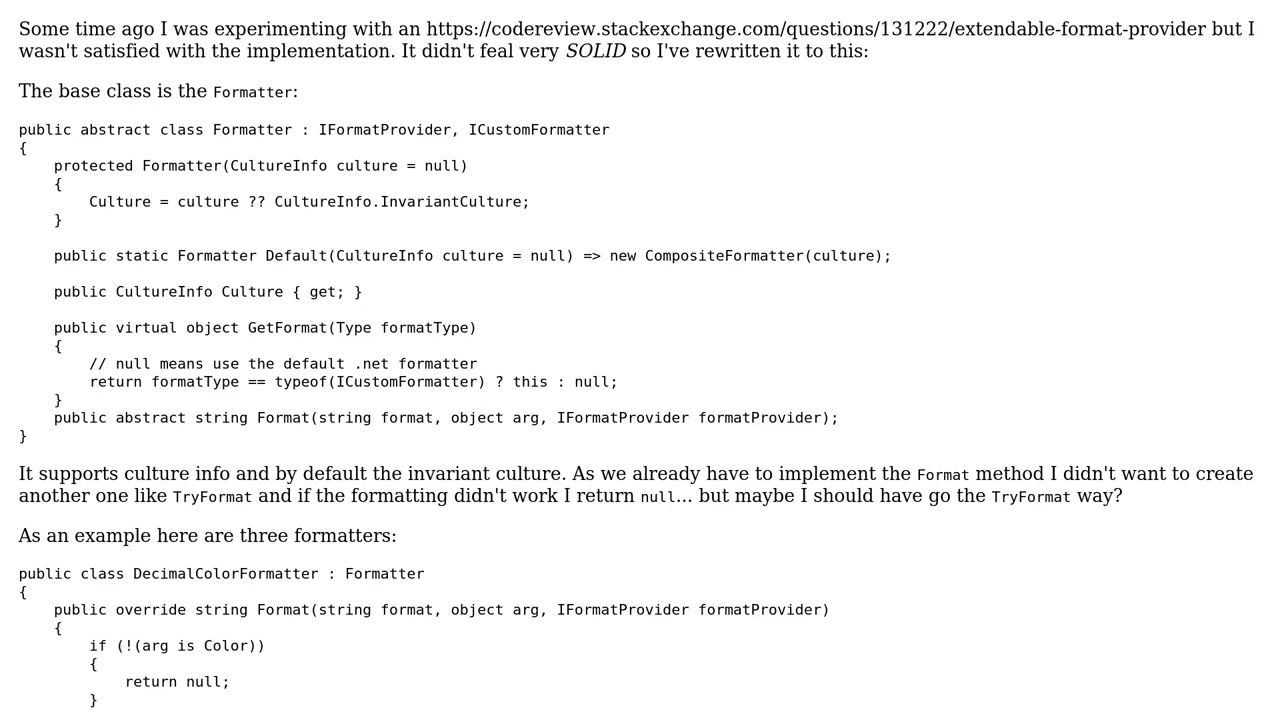 Some time ago I was experimenting with an https://codereview.stackexchange.com/questions/131222/extendable-format-provider but I
wasn't satisfied with the implementation. It didn't feal very SOLID so I've rewritten it to this:
The base class is the Formatter:
public abstract class Formatter : IFormatProvider, ICustomFormatter
{
    protected Formatter(CultureInfo culture = null)
    {
        Culture = culture ?? CultureInfo.InvariantCulture;
    }
    public static Formatter Default(CultureInfo culture = null) => new CompositeFormatter(culture);
    public CultureInfo Culture { get; }
    public virtual object GetFormat(Type formatType)
    {
        // null means use the default .net formatter
        return formatType == typeof(ICustomFormatter) ? this : null;
    }
    public abstract string Format(string format, object arg, IFormatProvider formatProvider);
}
It supports culture info and by default the invariant culture. As we already have to implement the Format method I didn't want to create
another one like TryFormat and if the formatting didn't work I return null... but maybe I should have go the TryFormat way?
As an example here are three formatters:
public class DecimalColorFormatter : Formatter
{
    public override string Format(string format, object arg, IFormatProvider formatProvider)
    {
        if (!(arg is Color))
        {
            return null;
        }